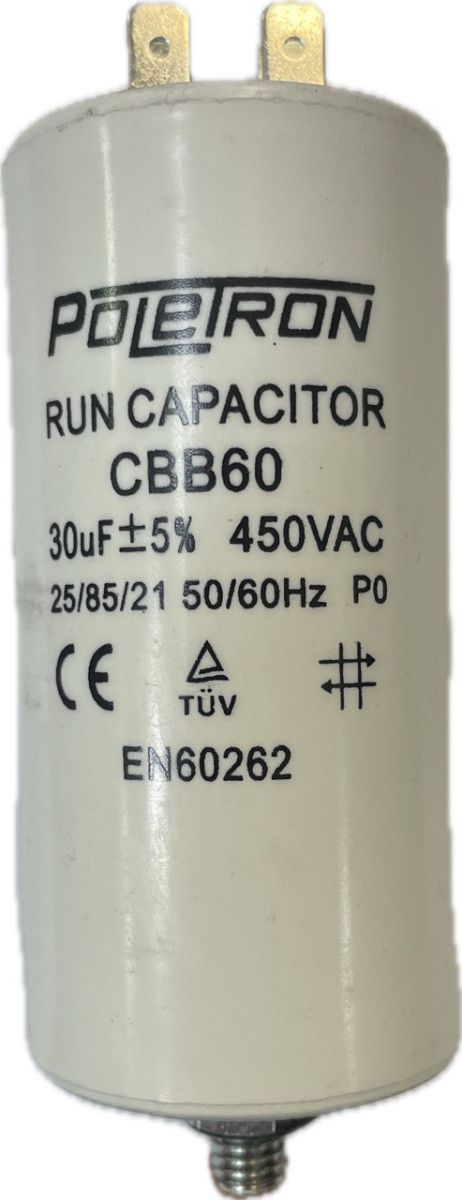 POLETRON
RUN CAPACITOR
CBB60
30uF±5% 450VAC
25/85/21 50/60Hz P0
CE TÜV
EN60262